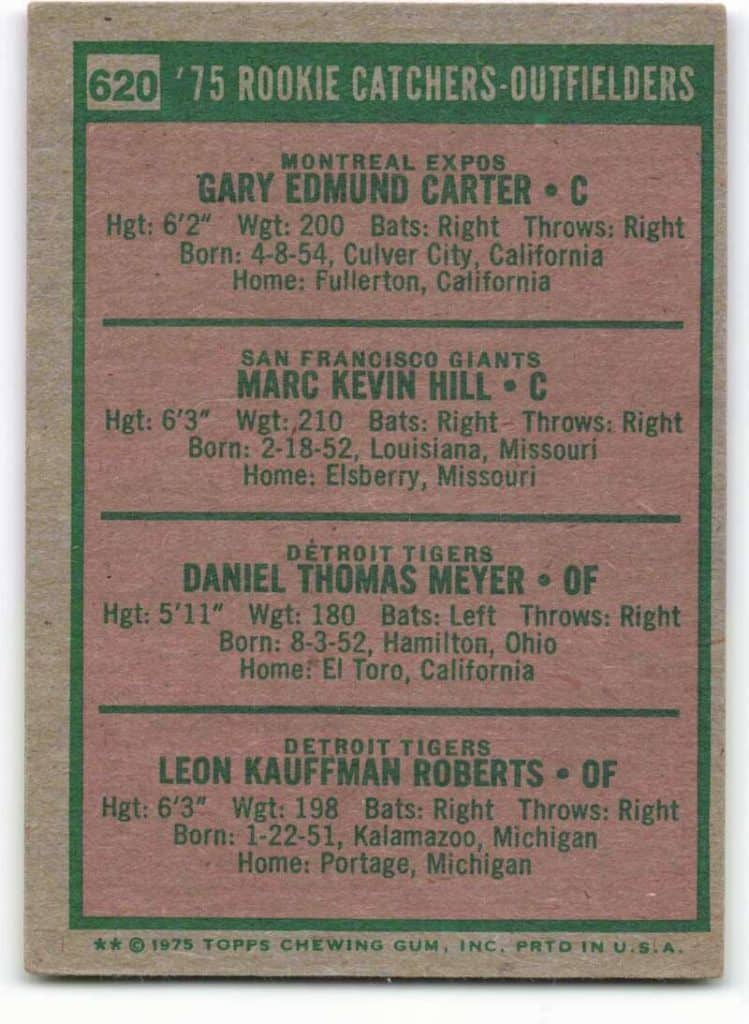 620 '75 ROOKIE CATCHERS-OUTFIELDERS
MONTREAL EXPOS
GARY EDMUND CARTER • C
Hgt: 6'2" Wgt: 200 Bats: Right Throws: Right
Born: 4-8-54, Culver City, California
Home: Fullerton, California
SAN FRANCISCO GIANTS
MARC KEVIN HILL • C
Hgt: 6'3" Wgt: 210 Bats: Right Throws: Right
Born: 2-18-52, Louisiana, Missouri
Home: Elsberry, Missouri
DETROIT TIGERS
DANIEL THOMAS MEYER • OF
Hgt: 5'11" Wgt: 180 Bats: Left Throws: Right
Born: 8-3-52, Hamilton, Ohio
Home: El Toro, California
DETROIT TIGERS
LEON KAUFFMAN ROBERTS • OF
Hgt: 6'3" Wgt: 198 Bats: Right Throws: Right
Born: 1-22-51, Kalamazoo, Michigan
Home: Portage, Michigan
** © 1975 TOPPS CHEWING GUM, INC. PRTD IN U.S.A.